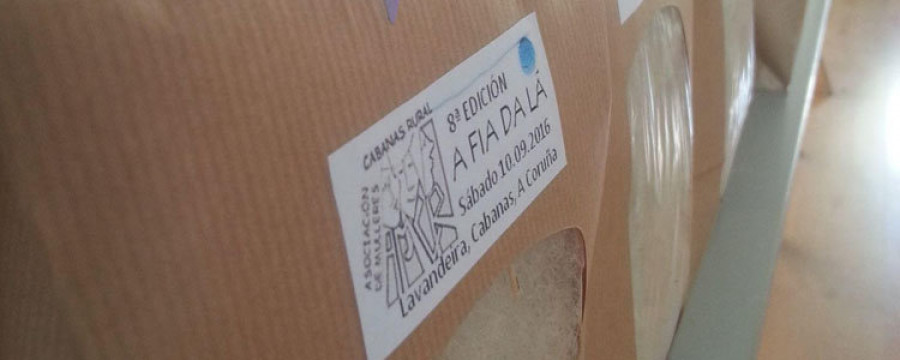 ASOCIACIÓN
DE MULLERES
CABANAS RURAL
8ª EDICIÓN
A FIA DA LÃ
Sábado 10.09.2016
Lavandeira, Cabanas, A Coruña